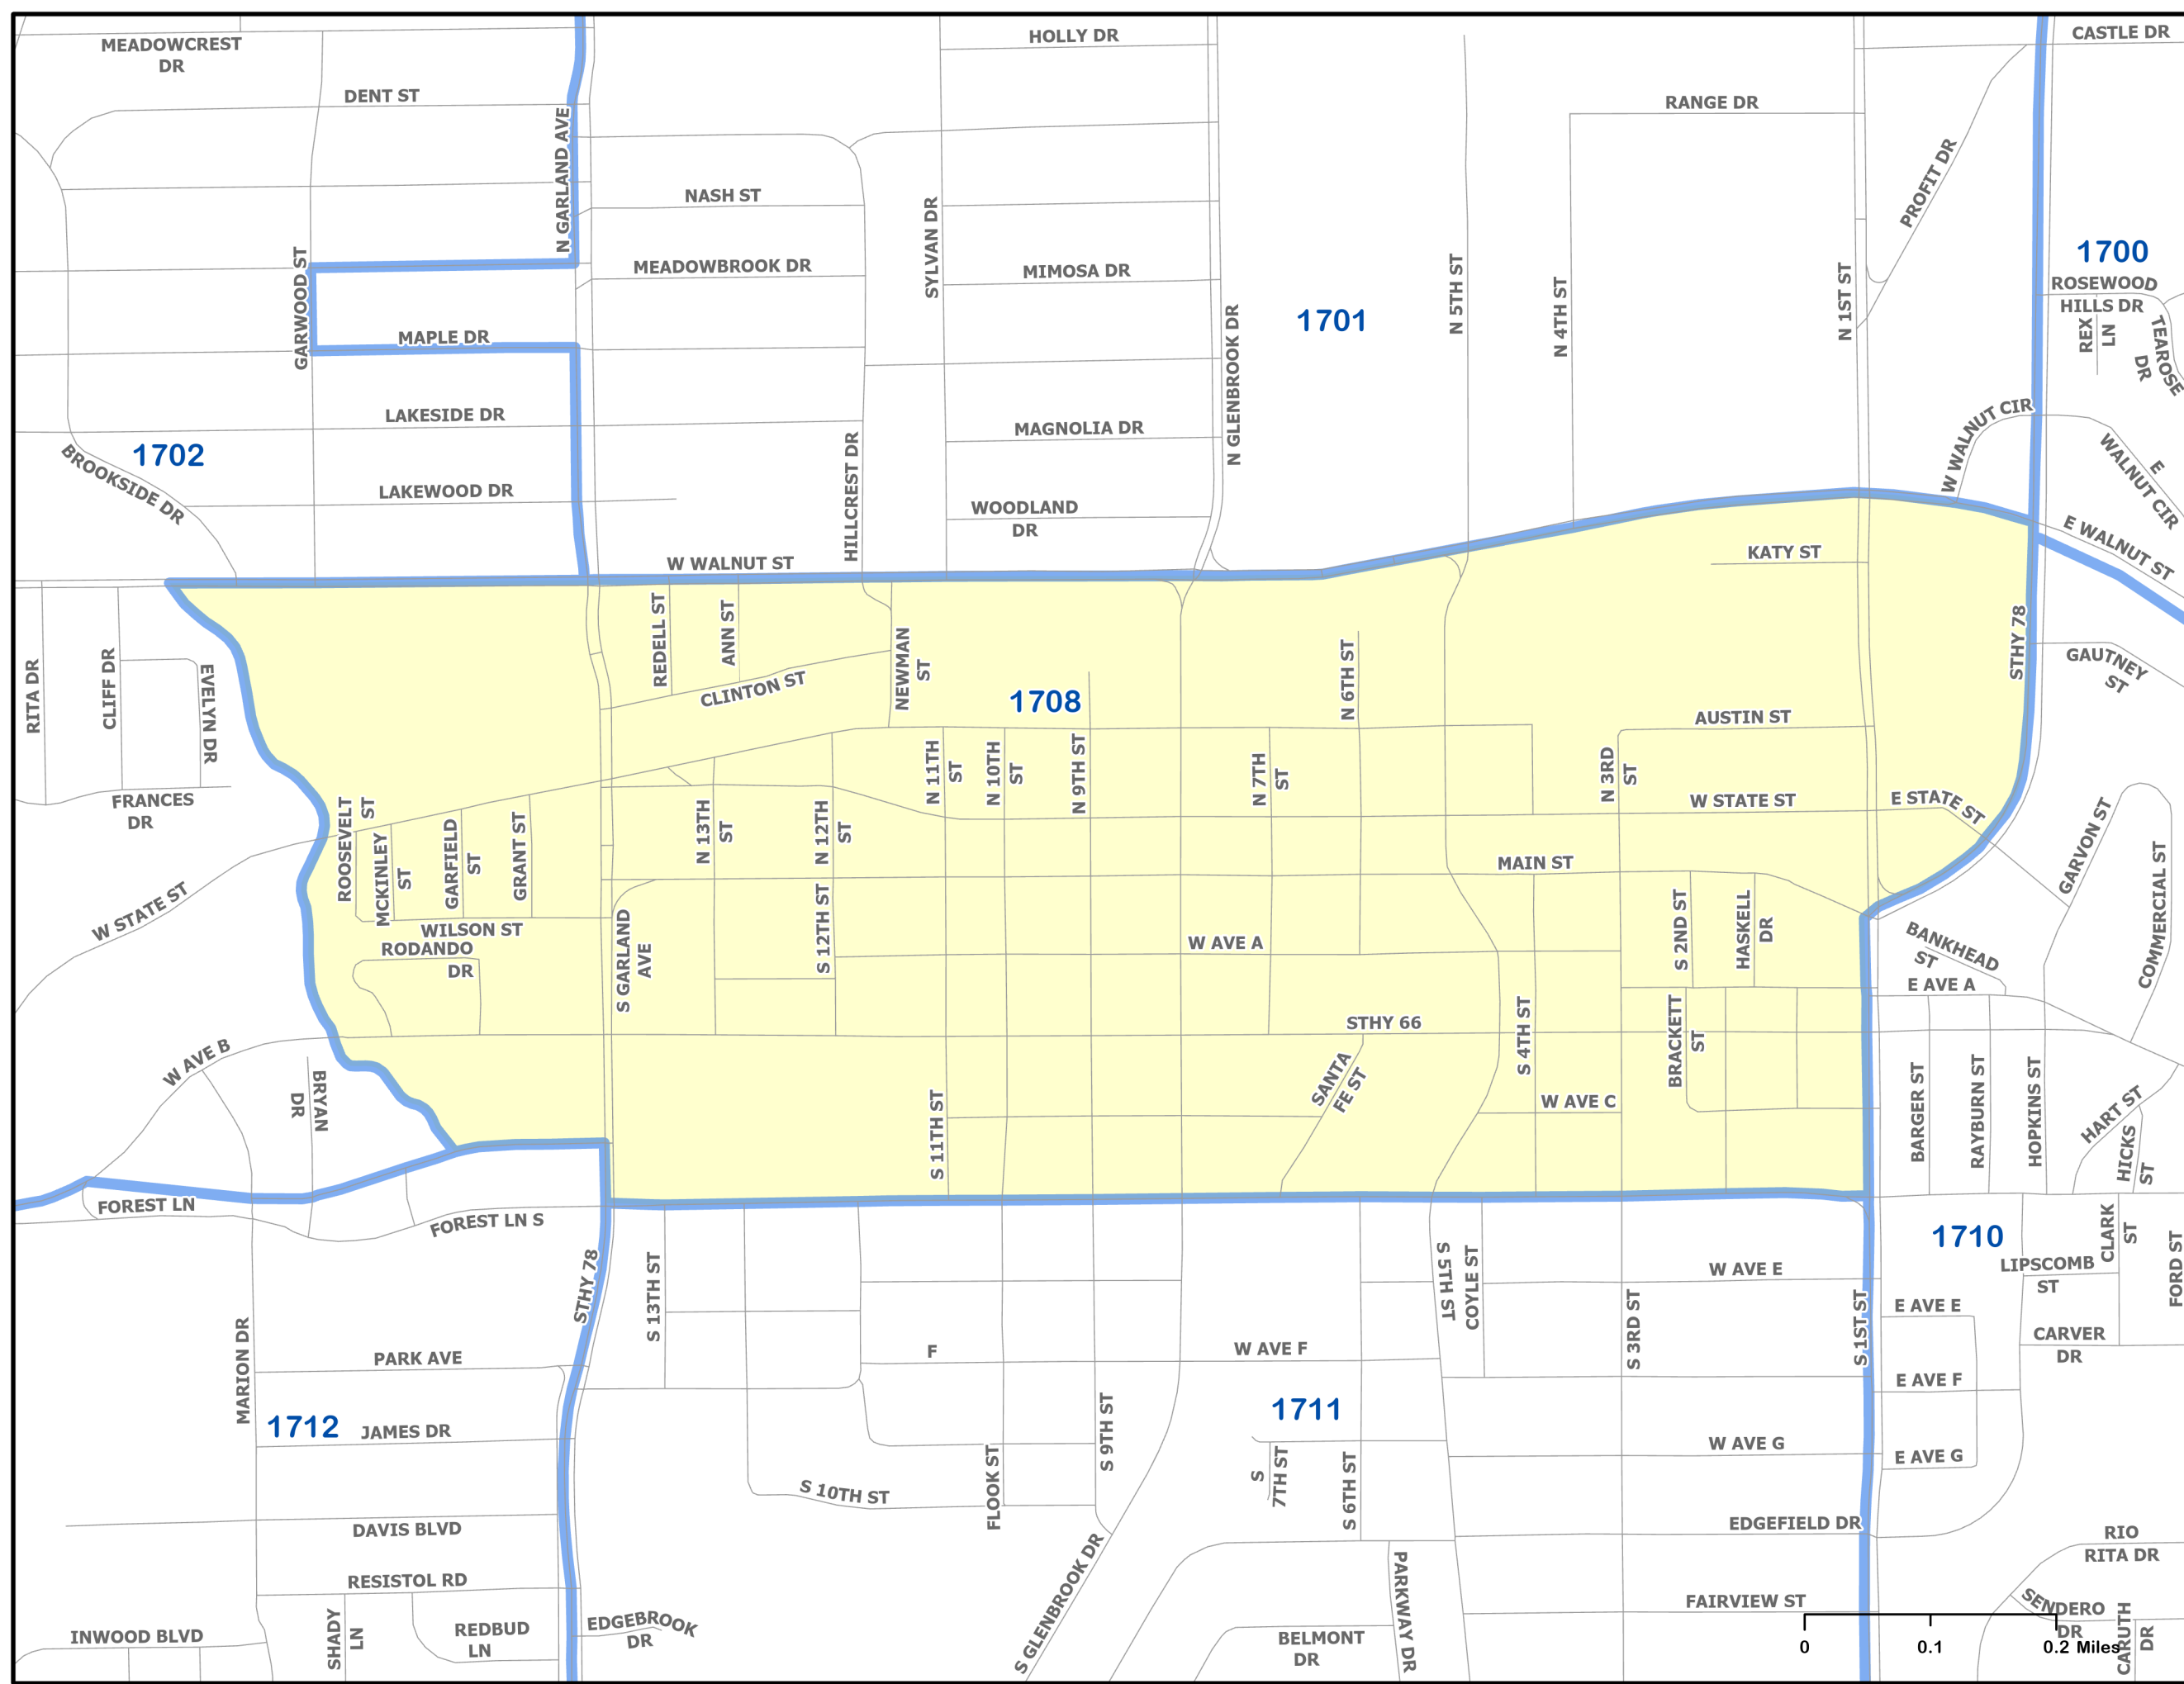 MEADOWCREST
DR
HOLLY DR
CASTLE DR
DENT ST
RANGE DR
N GARLAND AVE
NASH ST
SYLVAN DR
PROFIT DR
MEADOWBROOK DR
MIMOSA DR
N 5TH ST
N 4TH ST
N 1ST ST
1700
ROSEWOOD
HILLS DR
REX
LN
TEAROSE
DR
GARWOOD ST
MAPLE DR
N GLENBROOK DR
1701
LAKESIDE DR
MAGNOLIA DR
W WALNUT CIR
E
WALNUT CIR
1702
BROOKSIDE DR
LAKEWOOD DR
HILLCREST DR
WOODLAND
DR
E WALNUT ST
W WALNUT ST
KATY ST
REDELL ST
ANN ST
NEWMAN
ST
STHY 78
GAUTNEY
ST
RITA DR
CLIFF DR
EVELYN DR
CLINTON ST
1708
N 6TH ST
AUSTIN ST
N 11TH
ST
N 10TH
ST
N 9TH ST
N 7TH
ST
N 3RD
ST
FRANCES
DR
W STATE ST
E STATE ST
ROOSEVELT
ST
MCKINLEY
ST
GARFIELD
ST
GRANT ST
N 13TH
ST
N 12TH
ST
MAIN ST
GARVON ST
COMMERCIAL ST
W STATE ST
WILSON ST
RODANDO
DR
S GARLAND
AVE
S 12TH ST
W AVE A
S 2ND ST
HASKELL
DR
BANKHEAD
ST
E AVE A
W AVE B
BRYAN
DR
STHY 66
S 4TH ST
BRACKETT
ST
SANTA
FE ST
W AVE C
S 11TH ST
BARGER ST
RAYBURN ST
HOPKINS ST
HART ST
HICKS
ST
FOREST LN
FOREST LN S
STHY 78
S 13TH ST
S 5TH ST
COYLE ST
W AVE E
S 3RD ST
S 1ST ST
1710
CLARK
ST
LIPSCOMB
ST
FORD ST
E AVE E
CARVER
DR
MARION DR
PARK AVE
F
W AVE F
E AVE F
1712
JAMES DR
1711
S 9TH ST
W AVE G
E AVE G
S 10TH ST
FLOOK ST
S
7TH ST
S 6TH ST
DAVIS BLVD
EDGEFIELD DR
RIO
RITA DR
S GLENBROOK DR
PARKWAY DR
RESISTOL RD
FAIRVIEW ST
SENDERO
DR
CARUTH
DR
INWOOD BLVD
SHADY
LN
REDBUD
LN
EDGEBROOK
DR
BELMONT
DR
0
0.1
0.2 Miles